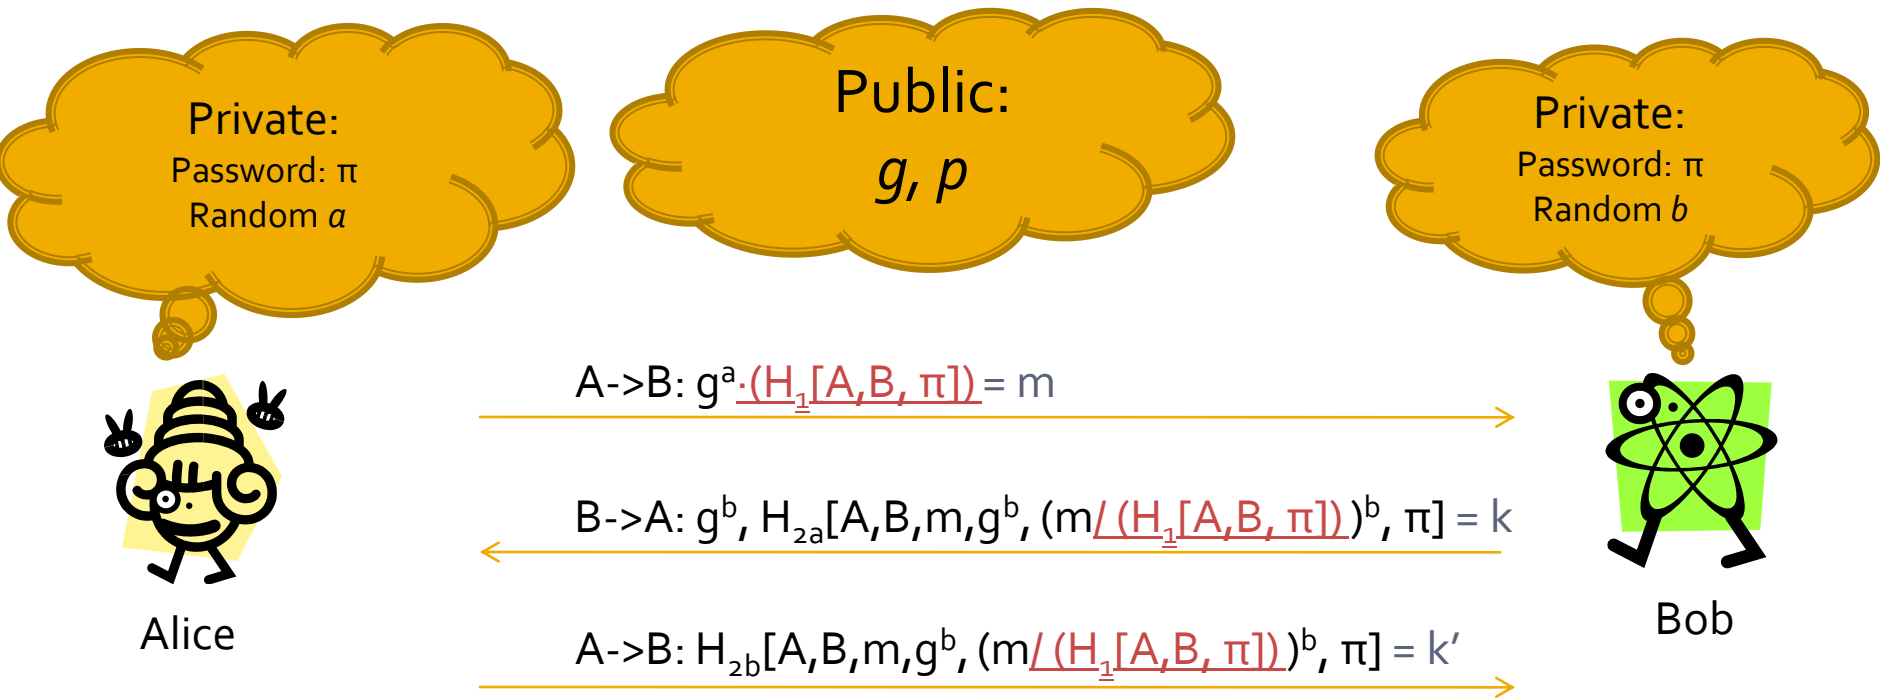 Private:
Password: π
Random a
Public:
g, p
Private:
Password: π
Random b
A->B: gᵃ·(H₁[A,B, π]) = m
B->A: gᵇ, H₂ₐ[A,B,m,gᵇ, (m/ (H₁[A,B, π]) )ᵇ, π] = k
A->B: H₂b[A,B,m,gᵇ, (m/ (H₁[A,B, π]) )ᵇ, π] = k’
Alice
Bob